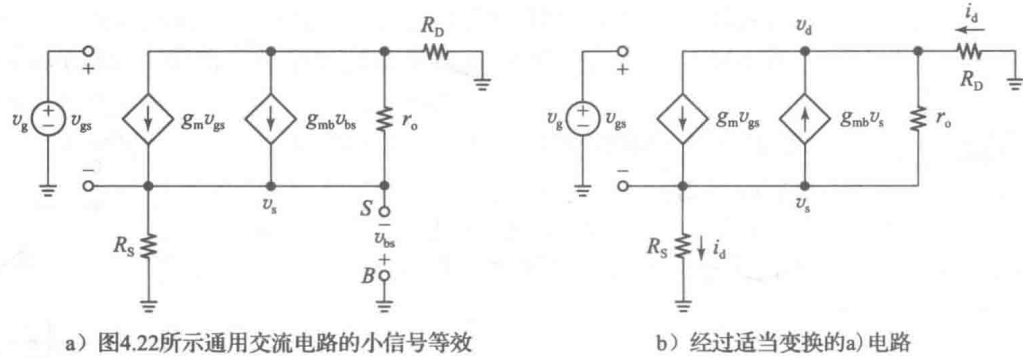 R_D
v_d
i_d
R_D
+
+
v_g
+
−
v_gs
g_m v_gs
g_mb v_bs
r_o
v_g
+
−
v_gs
g_m v_gs
g_mb v_s
r_o
−
−
v_s
S
−
v_bs
+
B
R_S
v_s
R_S
i_d
a）图4.22所示通用交流电路的小信号等效
b）经过适当变换的a)电路